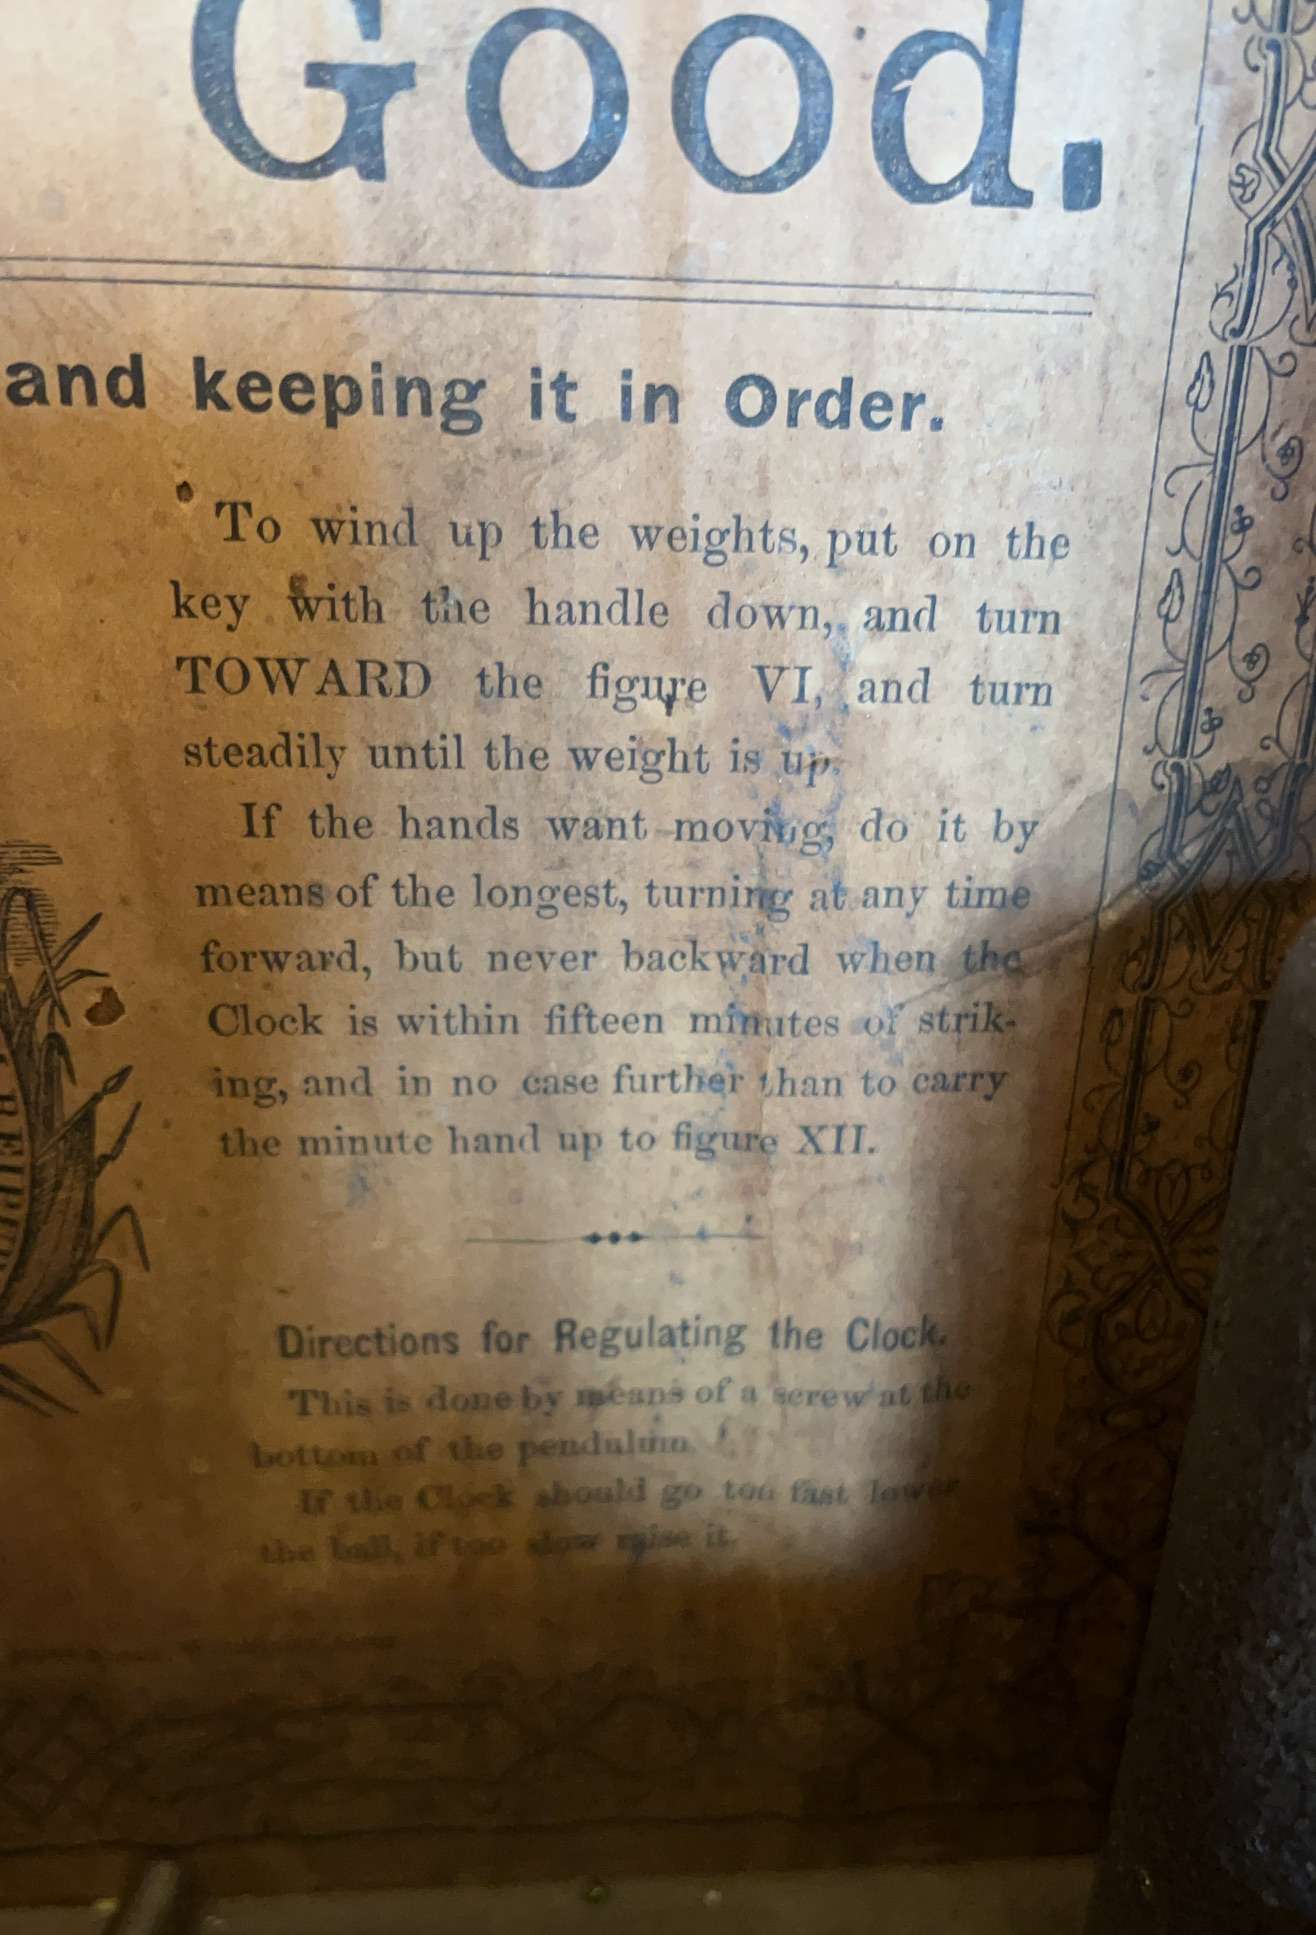 Good.
and keeping it in Order.
To wind up the weights, put on the
key with the handle down, and turn
TOWARD the figure VI, and turn
steadily until the weight is up.
If the hands want moving, do it by
means of the longest, turning at any time
forward, but never backward when the
Clock is within fifteen minutes of strik-
ing, and in no case further than to carry
the minute hand up to figure XII.
Directions for Regulating the Clock.
This is done by means of a screw at the
bottom of the pendulum.
If the Clock should go too fast lower
the ball, if too slow raise it.